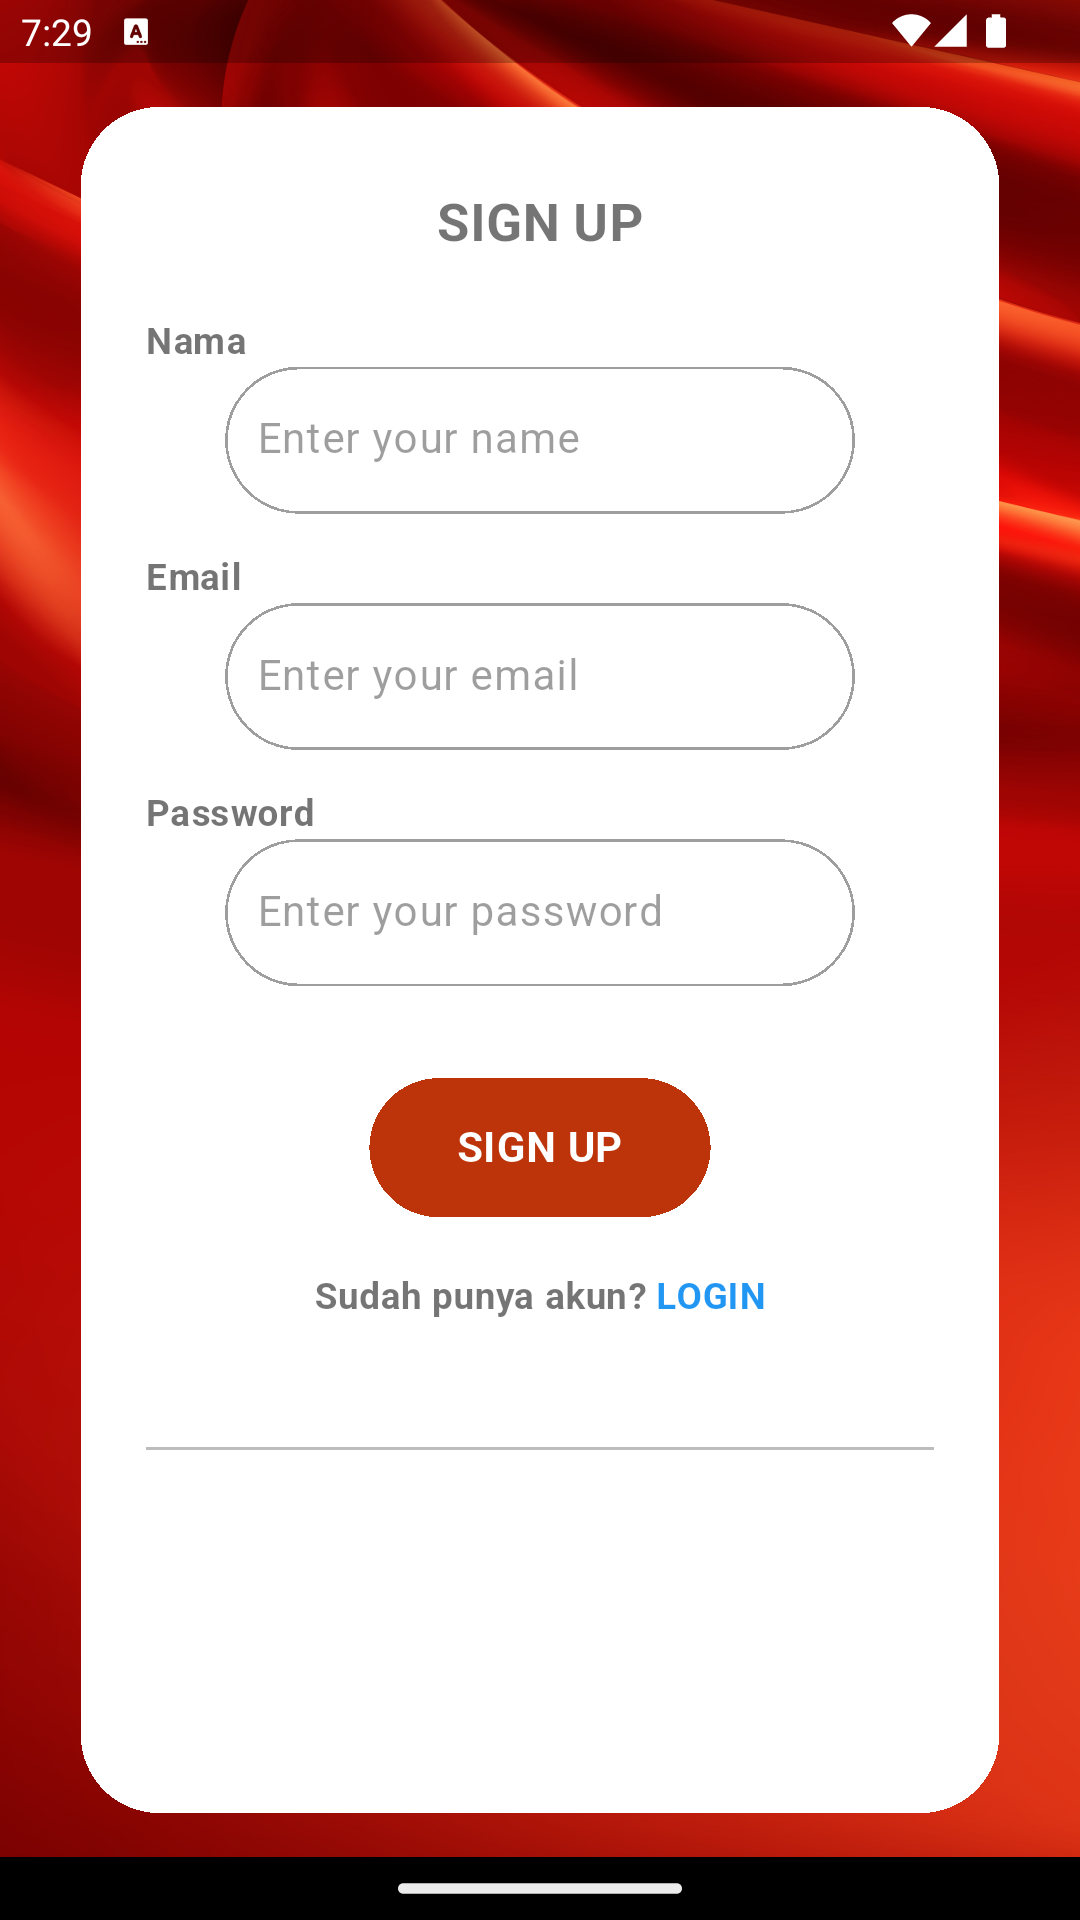 7:29
SIGN UP
Nama
Enter your name
Email
Enter your email
Password
Enter your password
SIGN UP
Sudah punya akun? LOGIN